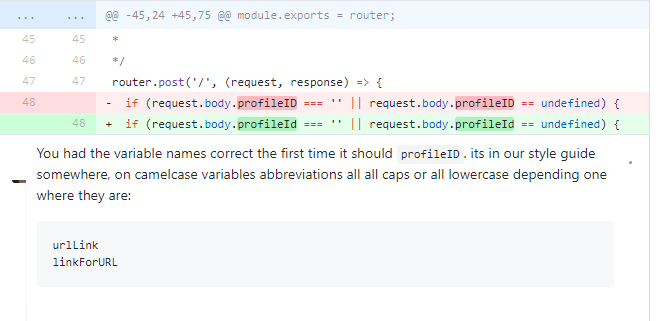 ... ... @@ -45,24 +45,75 @@ module.exports = router;
45 45 *
46 46 */
47 47 router.post('/', (request, response) => {
48 - if (request.body.profileID === '' || request.body.profileID == undefined) {
48 + if (request.body.profileId === '' || request.body.profileId == undefined) {
You had the variable names correct the first time it should profileID. its in our style guide
somewhere, on camelcase variables abbreviations all all caps or all lowercase depending one
where they are:
urlLink
linkForURL